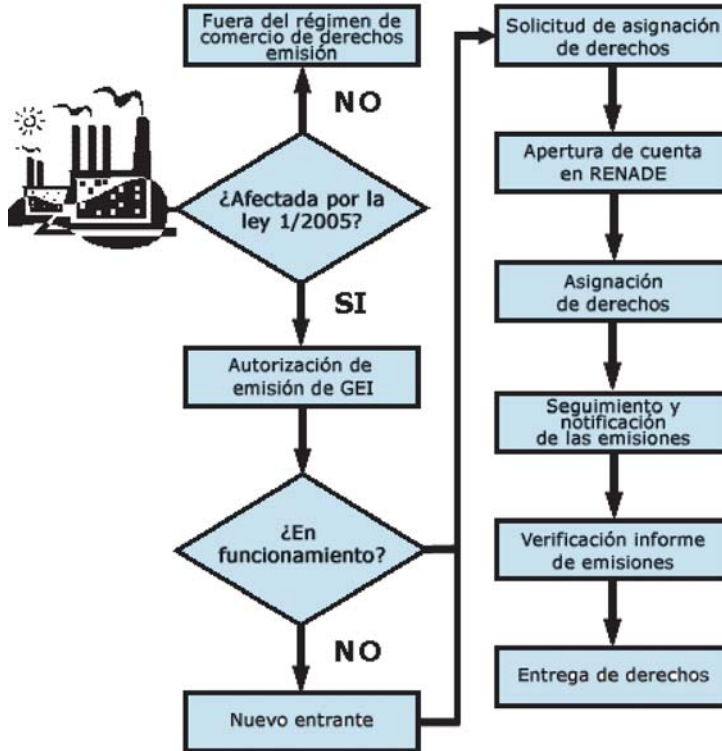 Fuera del régimen de
comercio de derechos
emisión
NO
¿Afectada por la
ley 1/2005?
SI
Autorización de
emisión de GEI
¿En
funcionamiento?
NO
Nuevo entrante
Solicitud de asignación
de derechos
Apertura de cuenta
en RENADE
Asignación
de derechos
Seguimiento y
notificación
de las emisiones
Verificación informe
de emisiones
Entrega de derechos